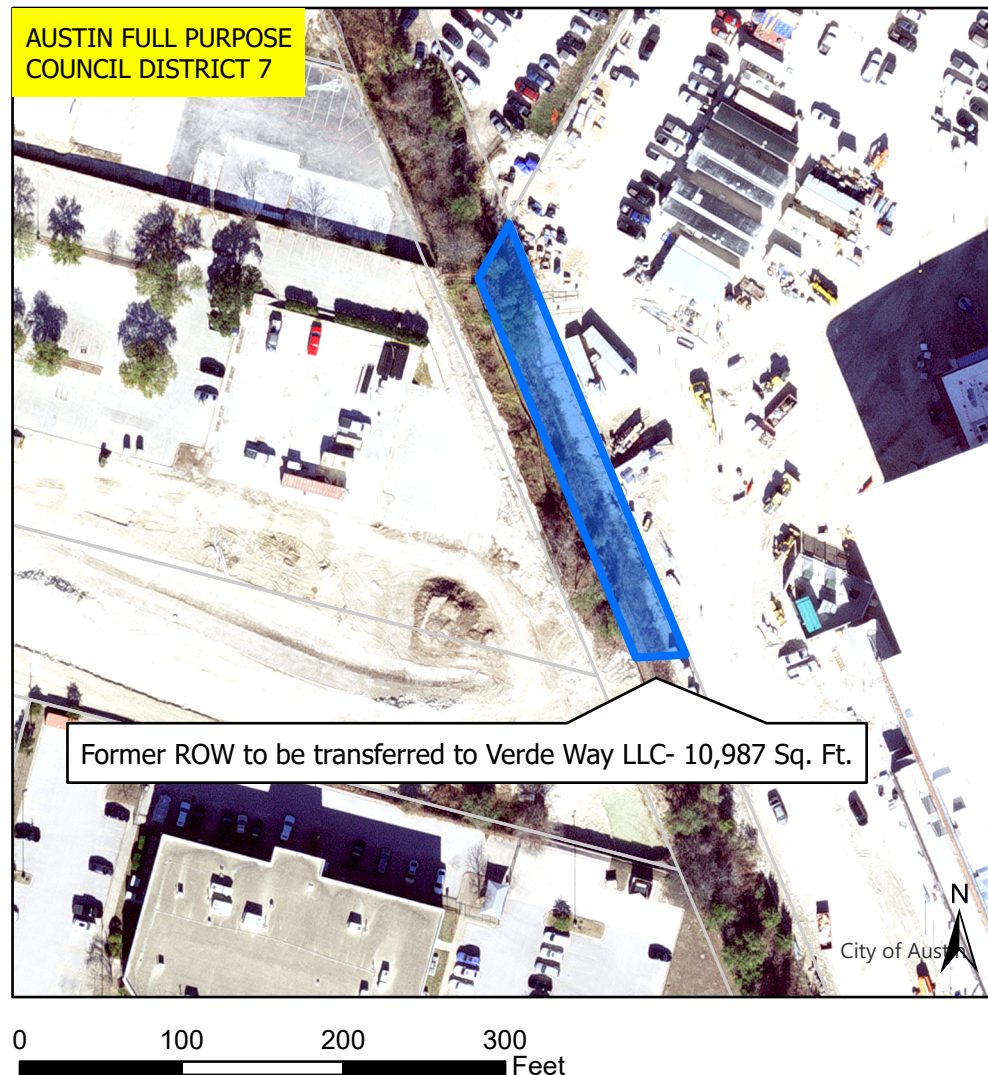 AUSTIN FULL PURPOSE
COUNCIL DISTRICT 7
Former ROW to be transferred to Verde Way LLC- 10,987 Sq. Ft.
N
City of Austin
0 100 200 300
Feet